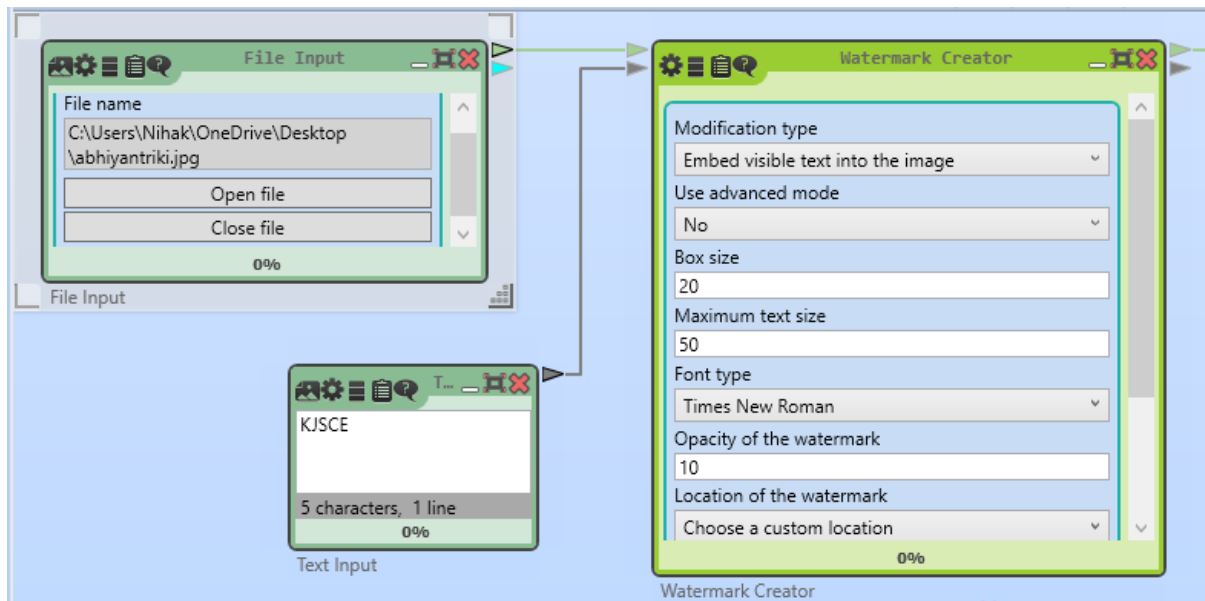 File Input
File name
C:\Users\Nihak\OneDrive\Desktop
\abhiyantriki.jpg
Open file
Close file
0%
File Input
T...
KJSCE
5 characters, 1 line
0%
Text Input
Watermark Creator
Modification type
Embed visible text into the image
Use advanced mode
No
Box size
20
Maximum text size
50
Font type
Times New Roman
Opacity of the watermark
10
Location of the watermark
Choose a custom location
0%
Watermark Creator